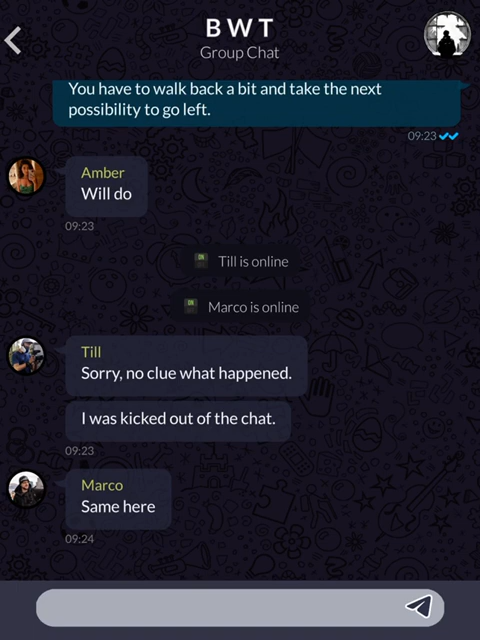 B W T
Group Chat
You have to walk back a bit and take the next
possibility to go left.
09:23
Amber
Will do
09:23
Till is online
Marco is online
Till
Sorry, no clue what happened.
I was kicked out of the chat.
09:23
Marco
Same here
09:24